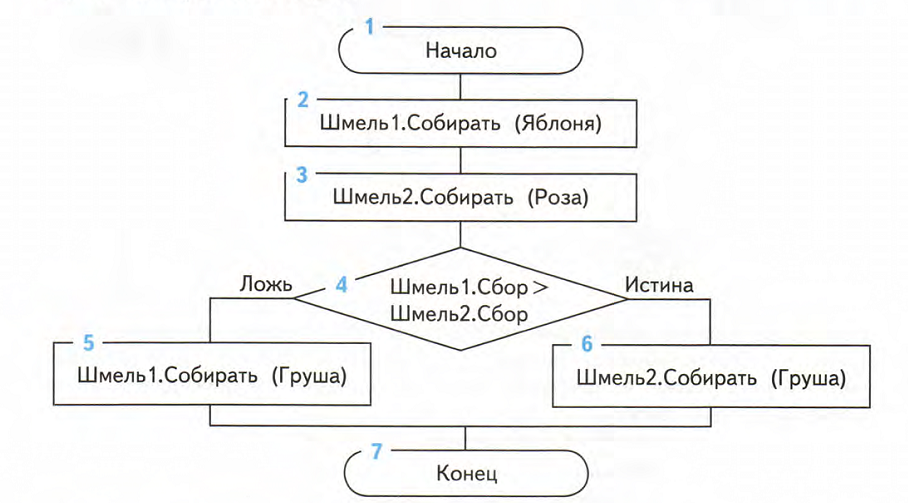 1
Начало
2
Шмель1.Собирать (Яблоня)
3
Шмель2.Собирать (Роза)
Ложь
4
Шмель1.Сбор >
Шмель2.Сбор
Истина
5
Шмель1.Собирать (Груша)
6
Шмель2.Собирать (Груша)
7
Конец